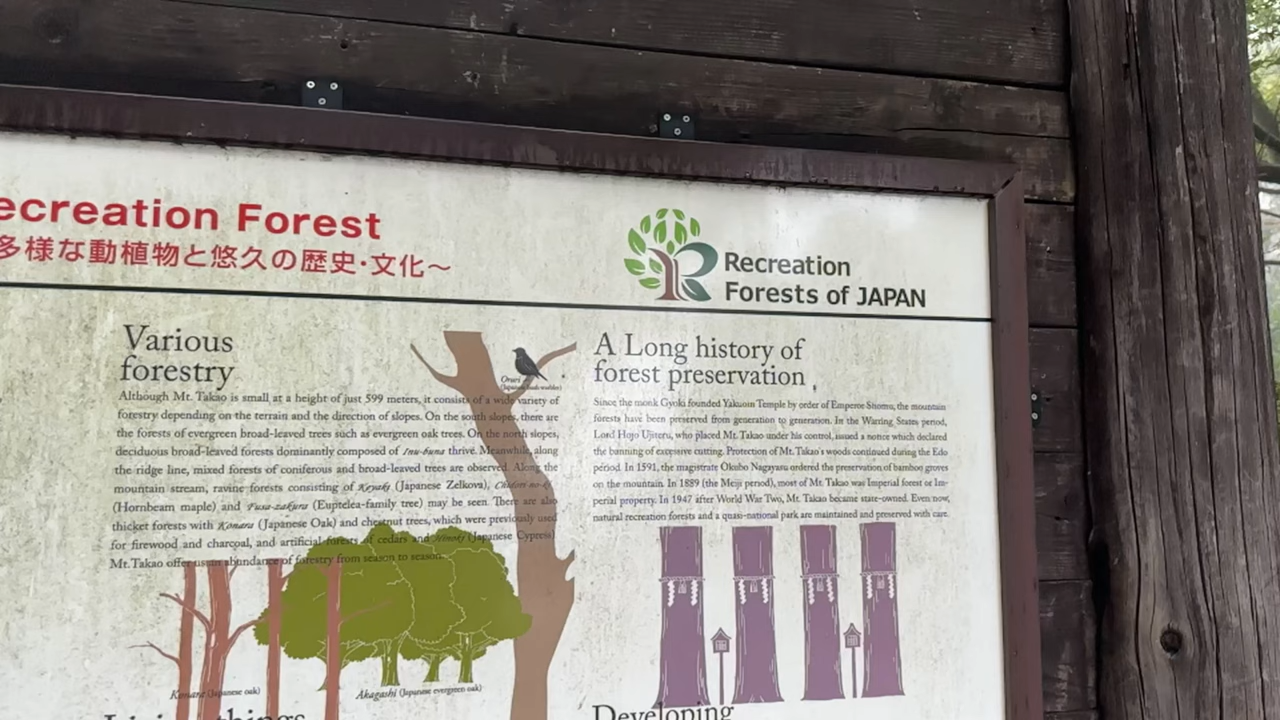 ecreation Forest
多様な動植物と悠久の歴史・文化～
Recreation
Forests of JAPAN
Various
forestry
Although Mt. Takao is small at a height of just 599 meters, it consists of a wide variety of
forestry depending on the terrain and the direction of slopes. On the south slopes, there are
the forests of evergreen broad-leaved trees such as evergreen oak trees. On the north slopes,
deciduous broad-leaved forests dominantly composed of Inu-buna thrive. Meanwhile, along
the ridge line, mixed forests of coniferous and broad-leaved trees are observed. Along the
mountain stream, ravine forests consisting of Keyaki (Japanese Zelkova), Chidori-no-ki
(Hornbeam maple) and Fusa-zakura (Euptelea-family tree) may be seen. There are also
thicket forests with Konara (Japanese Oak) and chestnut trees, which were previously used
for firewood and charcoal, and artificial forests of cedars and Hinoki (Japanese Cypress).
Mt. Takao offer us an abundance of forestry from season to season.
A Long history of
forest preservation
Since the monk Gyoki founded Yakuoin Temple by order of Emperor Shomu, the mountain
forests have been preserved from generation to generation. In the Warring States period,
Lord Hojo Ujiteru, who placed Mt. Takao under his control, issued a notice which declared
the banning of excessive cutting. Protection of Mt. Takao's woods continued during the Edo
period. In 1591, the magistrate Okubo Nagayasu ordered the preservation of bamboo groves
on the mountain. In 1889 (the Meiji period), most of Mt. Takao was Imperial forest or Im-
perial property. In 1947 after World War Two, Mt. Takao became state-owned. Even now,
natural recreation forests and a quasi-national park are maintained and preserved with care.
Konara (Japanese oak)
Akagashi (Japanese evergreen oak)
things
Developing